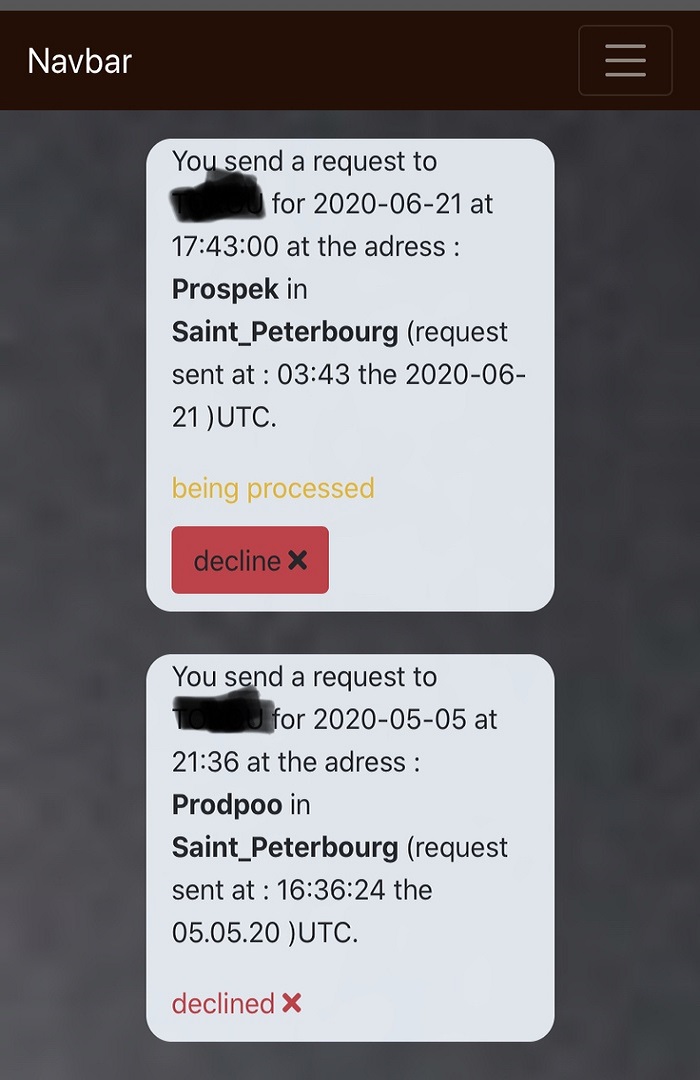 Navbar
You send a request to
for 2020-06-21 at
17:43:00 at the adress :
Prospek in
Saint_Peterbourg (request
sent at : 03:43 the 2020-06-
21 )UTC.
being processed
decline ×
You send a request to
for 2020-05-05 at
21:36 at the adress :
Prodpoo in
Saint_Peterbourg (request
sent at : 16:36:24 the
05.05.20 )UTC.
declined ×